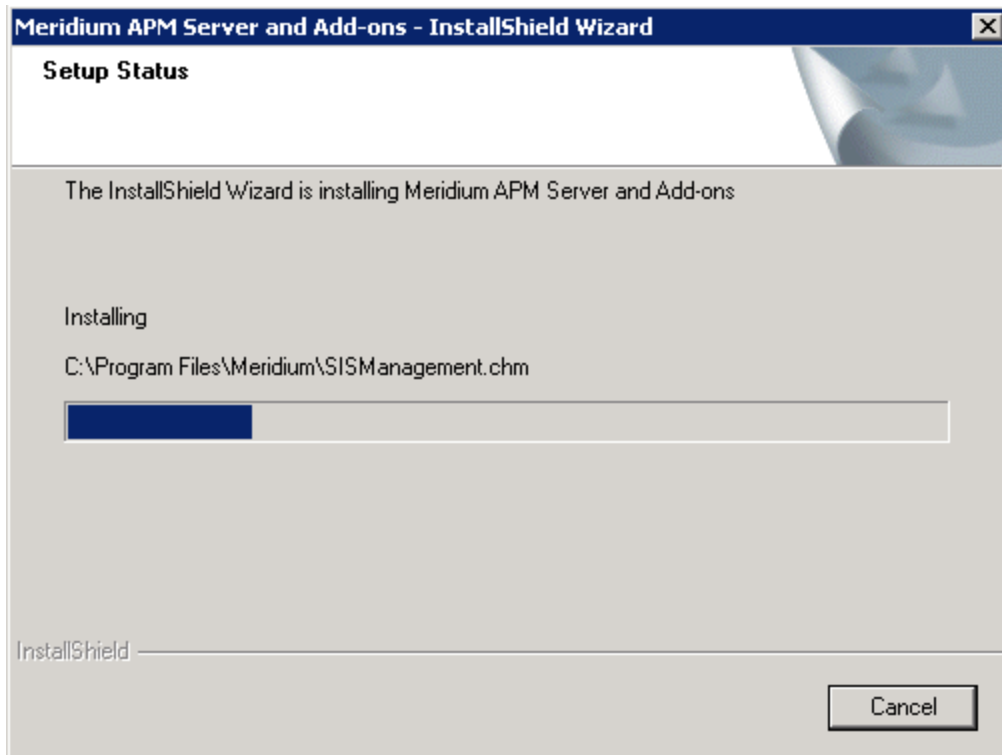 Meridium APM Server and Add-ons - InstallShield Wizard
Setup Status
The InstallShield Wizard is installing Meridium APM Server and Add-ons
Installing
C:\Program Files\Meridium\SISManagement.chm
InstallShield
Cancel